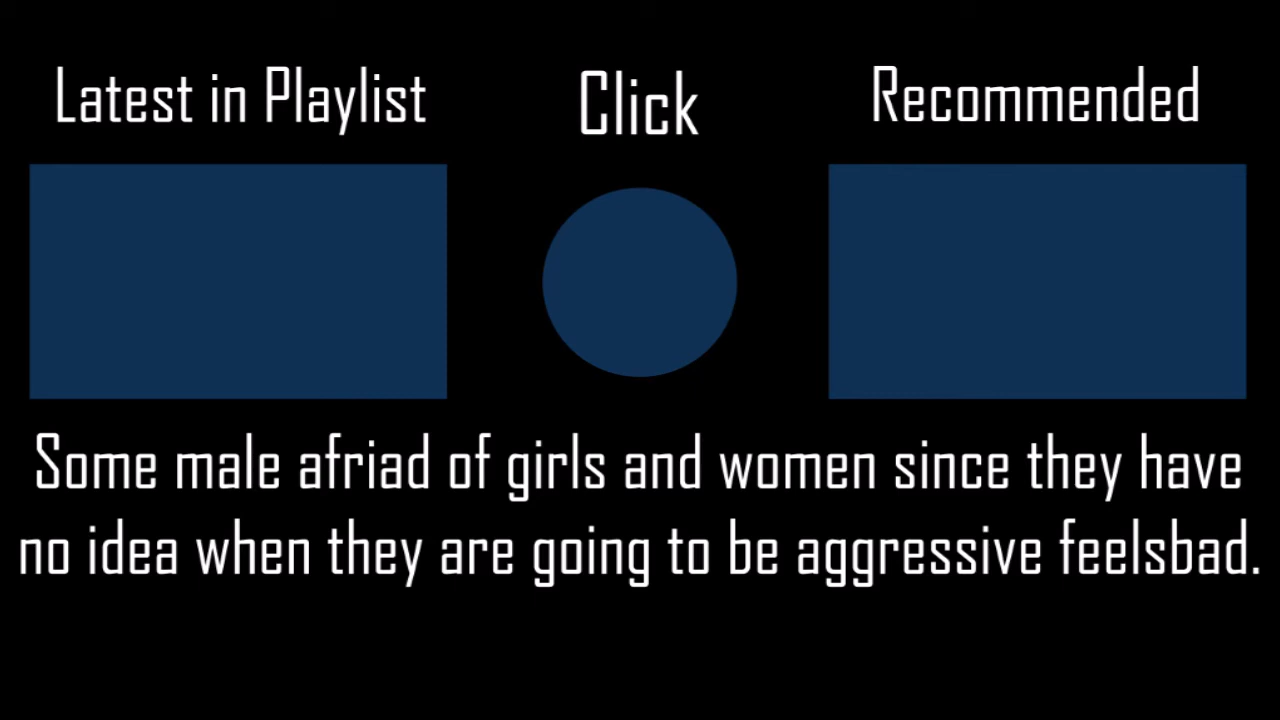 Latest in Playlist
Click
Recommended
Some male afriad of girls and women since they have
no idea when they are going to be aggressive feelsbad.